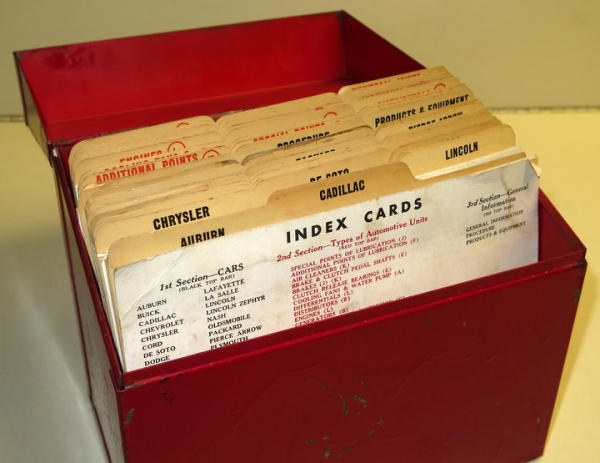 ENGINES
ADDITIONAL POINTS
PROCEDURE
PRODUCTS & EQUIPMENT
PIERCE ARROW
DE SOTO
LINCOLN
CADILLAC
CHRYSLER
AUBURN
INDEX CARDS
1st Section—CARS
(BLACK TOP BAR)
AUBURN
BUICK
CADILLAC
CHEVROLET
CHRYSLER
CORD
DE SOTO
DODGE
LAFAYETTE
LA SALLE
LINCOLN
LINCOLN ZEPHYR
NASH
OLDSMOBILE
PACKARD
PIERCE ARROW
PLYMOUTH
2nd Section—Types of Automotive Units
(RED TOP BAR)
SPECIAL POINTS OF LUBRICATION (J)
ADDITIONAL POINTS OF LUBRICATION (F)
AIR CLEANERS (K)
BRAKE & CLUTCH PEDAL SHAFTS (E)
BRAKES (J) (K)
CLUTCH RELEASE BEARINGS (E)
COOLING FANS & WATER PUMP (A)
DIFFERENTIALS (L)
DISTRIBUTORS (B)
ENGINES (L)
GENERATORS (B)
3rd Section—General
Information
(NO TOP BAR)
GENERAL INFORMATION
PROCEDURE
PRODUCTS & EQUIPMENT